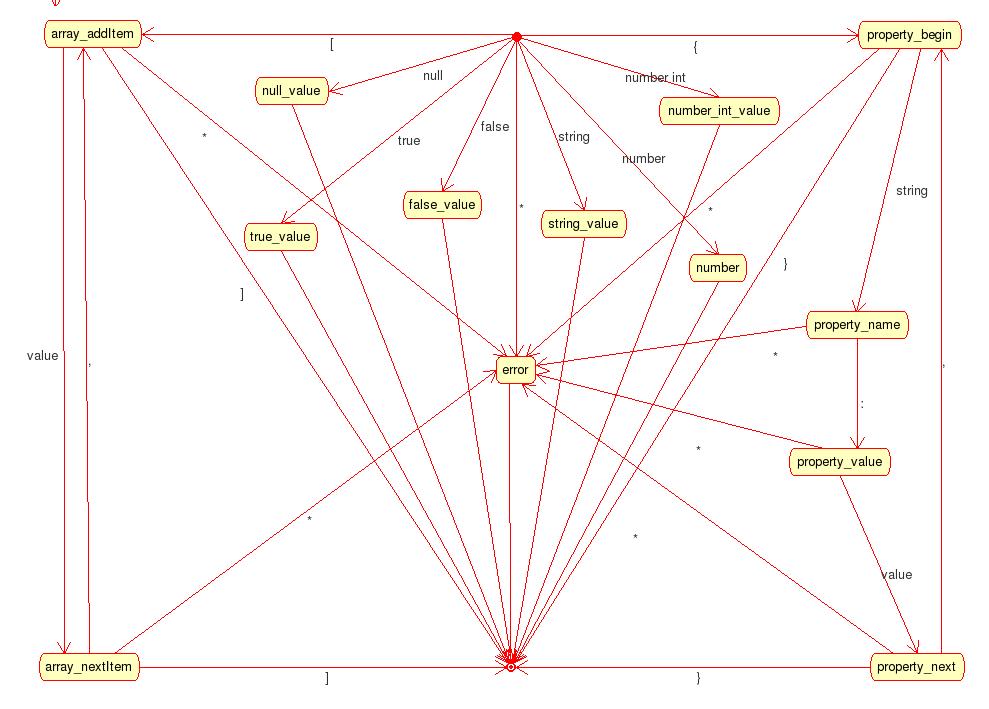 array_addItem
property_begin
[
{
null
number int
null_value
number_int_value
*
true
false
string
number
string
false_value
*
*
string_value
true_value
}
number
]
property_name
value
,
*
,
error
:
*
property_value
*
*
value
array_nextItem
property_next
]
}